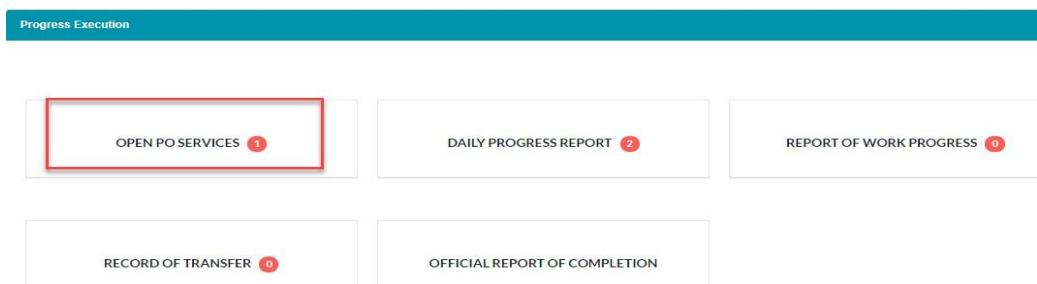 Progress Execution
OPEN PO SERVICES 1
DAILY PROGRESS REPORT 2
REPORT OF WORK PROGRESS 0
RECORD OF TRANSFER 0
OFFICIAL REPORT OF COMPLETION